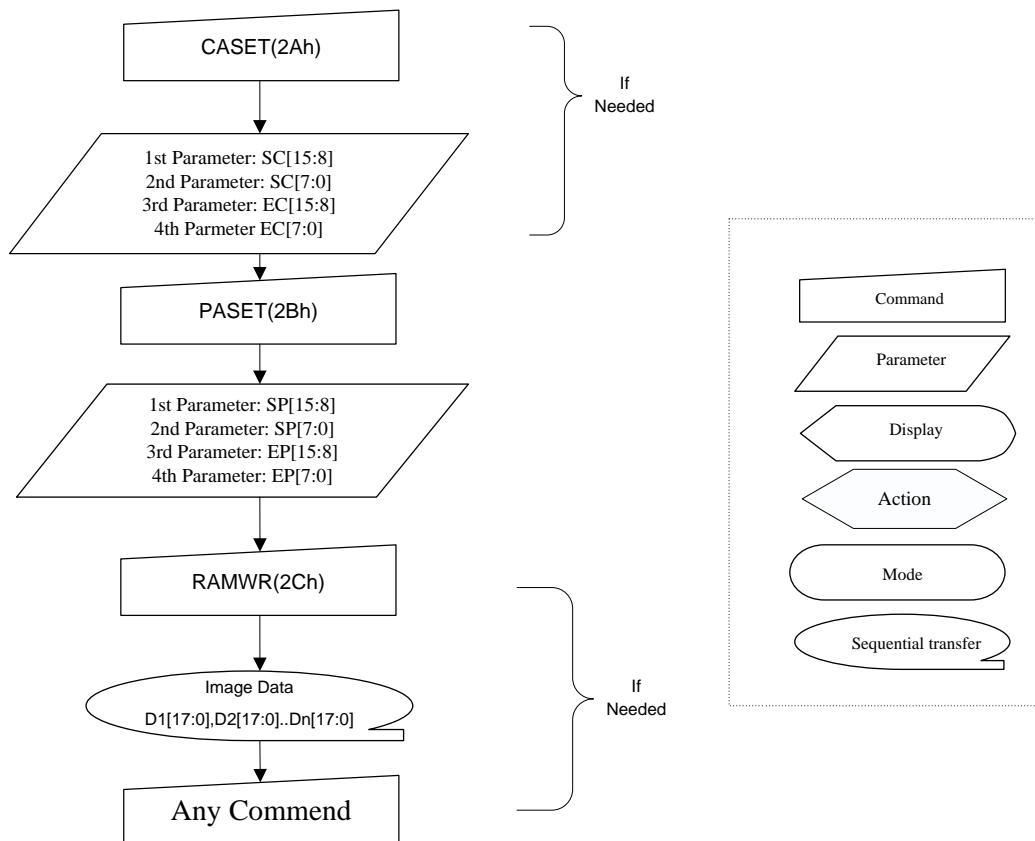 CASET(2Ah)
If
Needed
1st Parameter: SC[15:8]
2nd Parameter: SC[7:0]
3rd Parameter: EC[15:8]
4th Parmeter EC[7:0]
PASET(2Bh)
1st Parameter: SP[15:8]
2nd Parameter: SP[7:0]
3rd Parameter: EP[15:8]
4th Parameter: EP[7:0]
RAMWR(2Ch)
Image Data
D1[17:0],D2[17:0]..Dn[17:0]
If
Needed
Any Commend
Command
Parameter
Display
Action
Mode
Sequential transfer